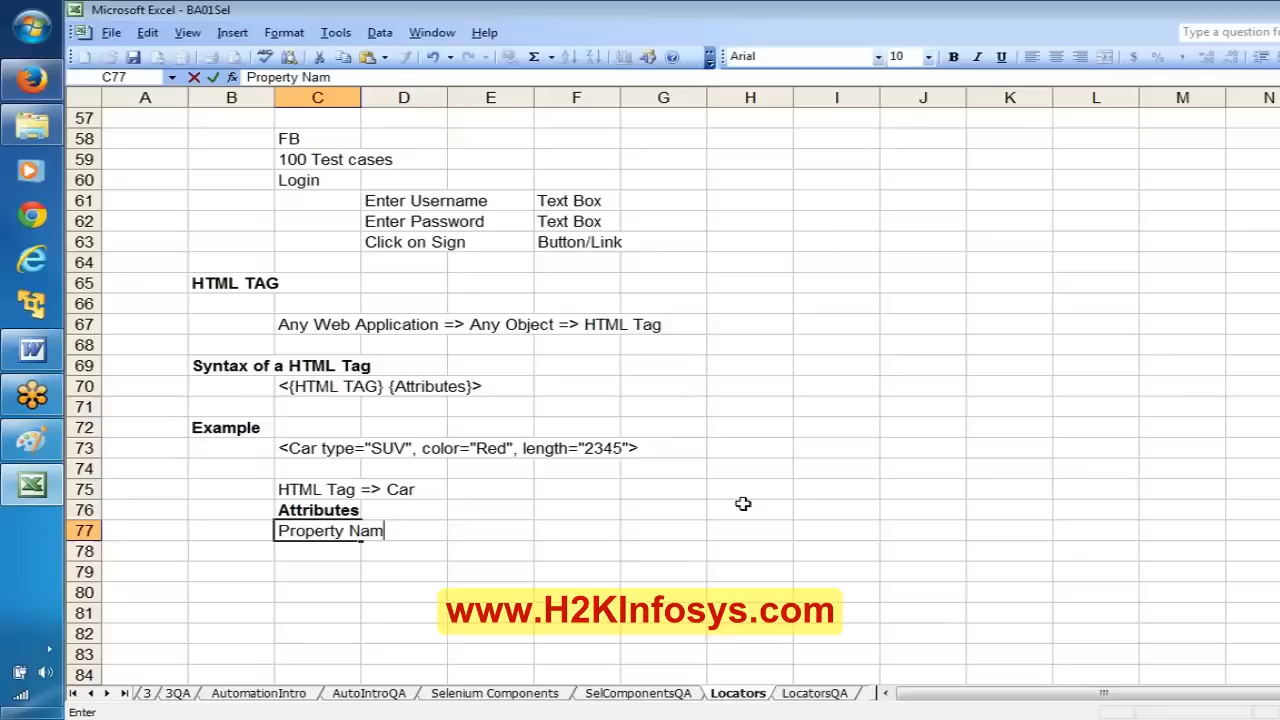 Microsoft Excel - BA01Sel
File Edit View Insert Format Tools Data Window Help
Type a question fo
Arial 10 B I U
C77 fx Property Nam
A B C D E F G H I J K L M N
57
58 FB
59 100 Test cases
60 Login
61 Enter Username Text Box
62 Enter Password Text Box
63 Click on Sign Button/Link
64
65 HTML TAG
66
67 Any Web Application => Any Object => HTML Tag
68
69 Syntax of a HTML Tag
70 <{HTML TAG} {Attributes}>
71
72 Example
73 <Car type="SUV", color="Red", length="2345">
74
75 HTML Tag => Car
76 Attributes
77 Property Nam
78
79
80
www.H2KInfosys.com
81
82
83
84
3 3QA AutomationIntro AutoIntroQA Selenium Components SelComponentsQA Locators LocatorsQA
Enter